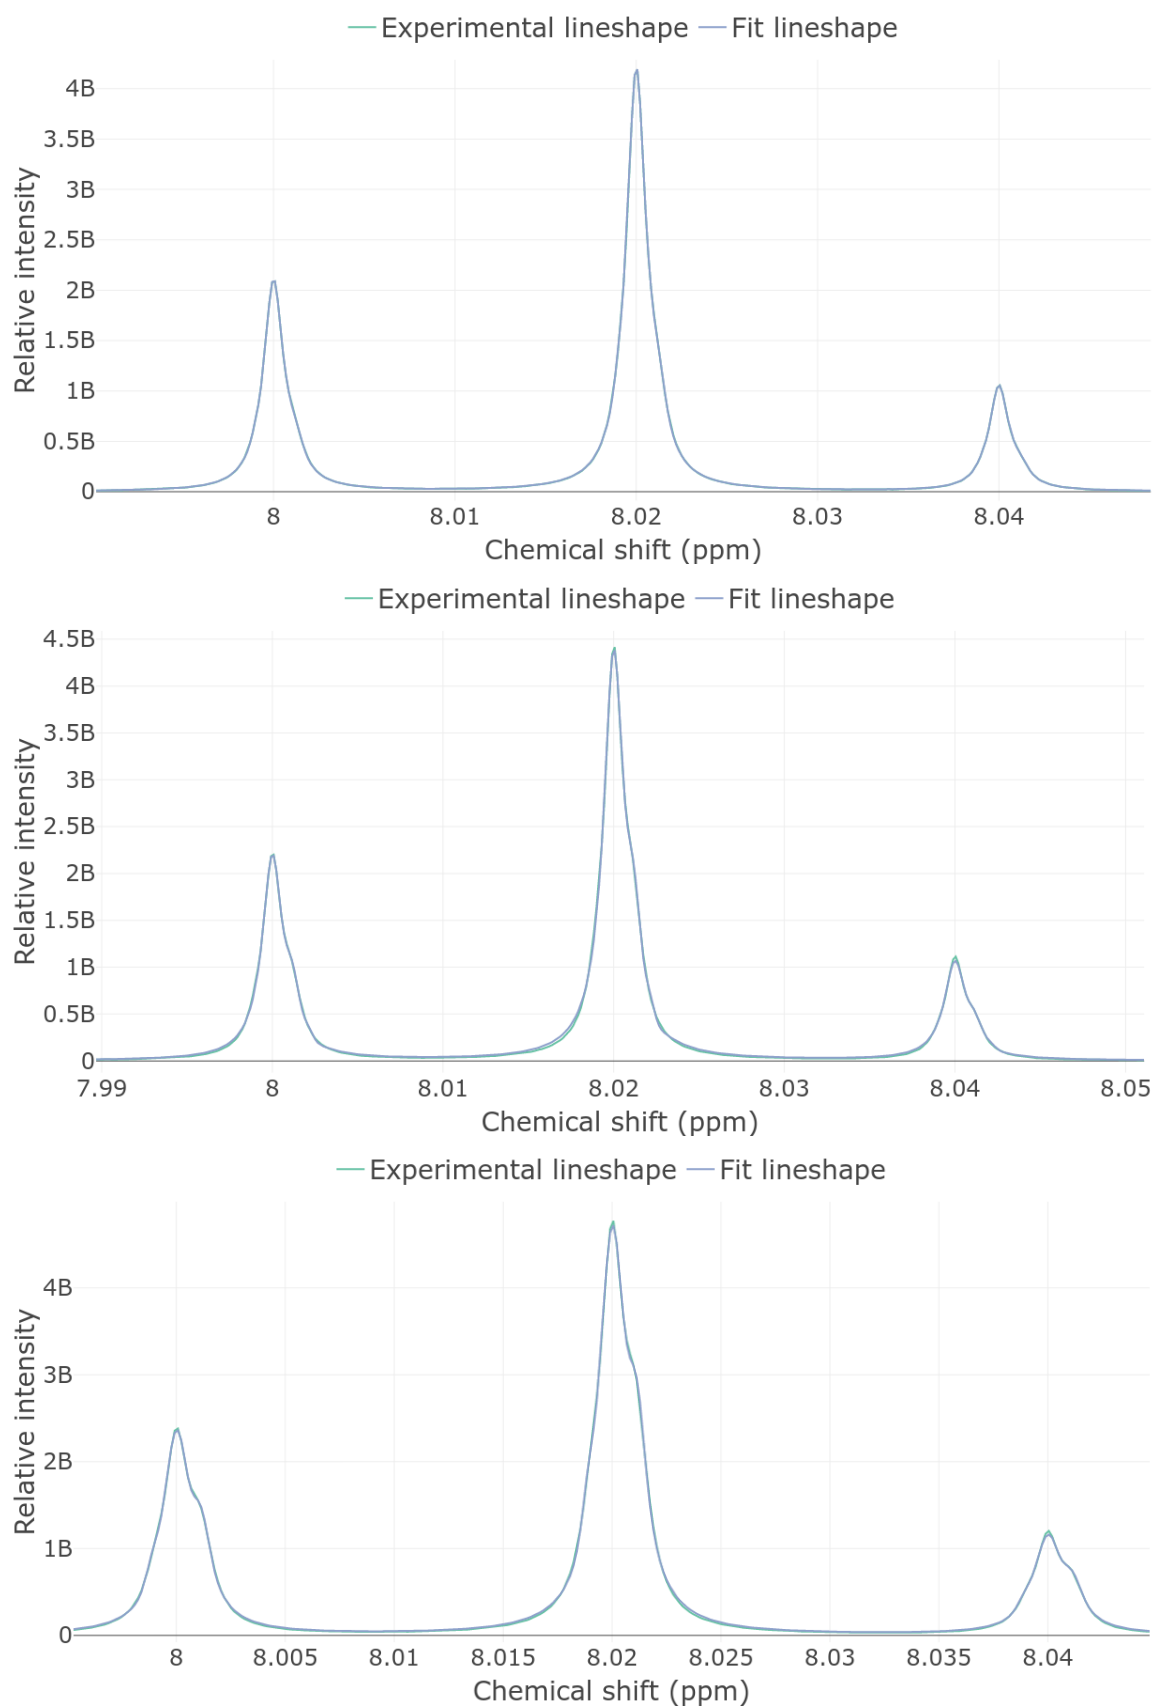 Experimental lineshape Fit lineshape
4B
3.5B
3B
2.5B
2B
1.5B
1B
0.5B
0
Relative intensity
8 8.01 8.02 8.03 8.04
Chemical shift (ppm)
Experimental lineshape Fit lineshape
4.5B
4B
3.5B
3B
2.5B
2B
1.5B
1B
0.5B
0
Relative intensity
7.99 8 8.01 8.02 8.03 8.04 8.05
Chemical shift (ppm)
Experimental lineshape Fit lineshape
4B
3B
2B
1B
0
Relative intensity
8 8.005 8.01 8.015 8.02 8.025 8.03 8.035 8.04
Chemical shift (ppm)